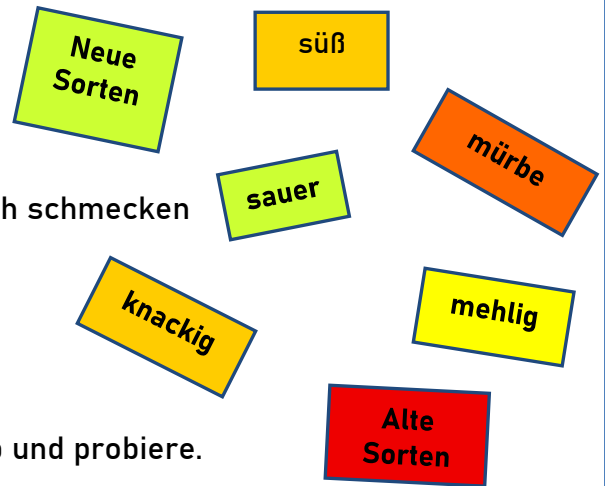 Neue
Sorten
süß
mürbe
sauer
h schmecken
knackig
mehlig
Alte
Sorten
und probiere.